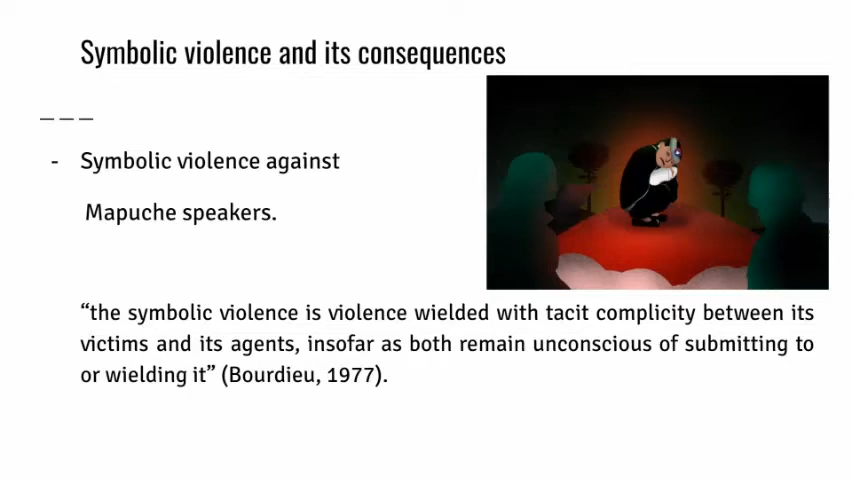 Symbolic violence and its consequences
- Symbolic violence against
Mapuche speakers.
“the symbolic violence is violence wielded with tacit complicity between its
victims and its agents, insofar as both remain unconscious of submitting to
or wielding it” (Bourdieu, 1977).